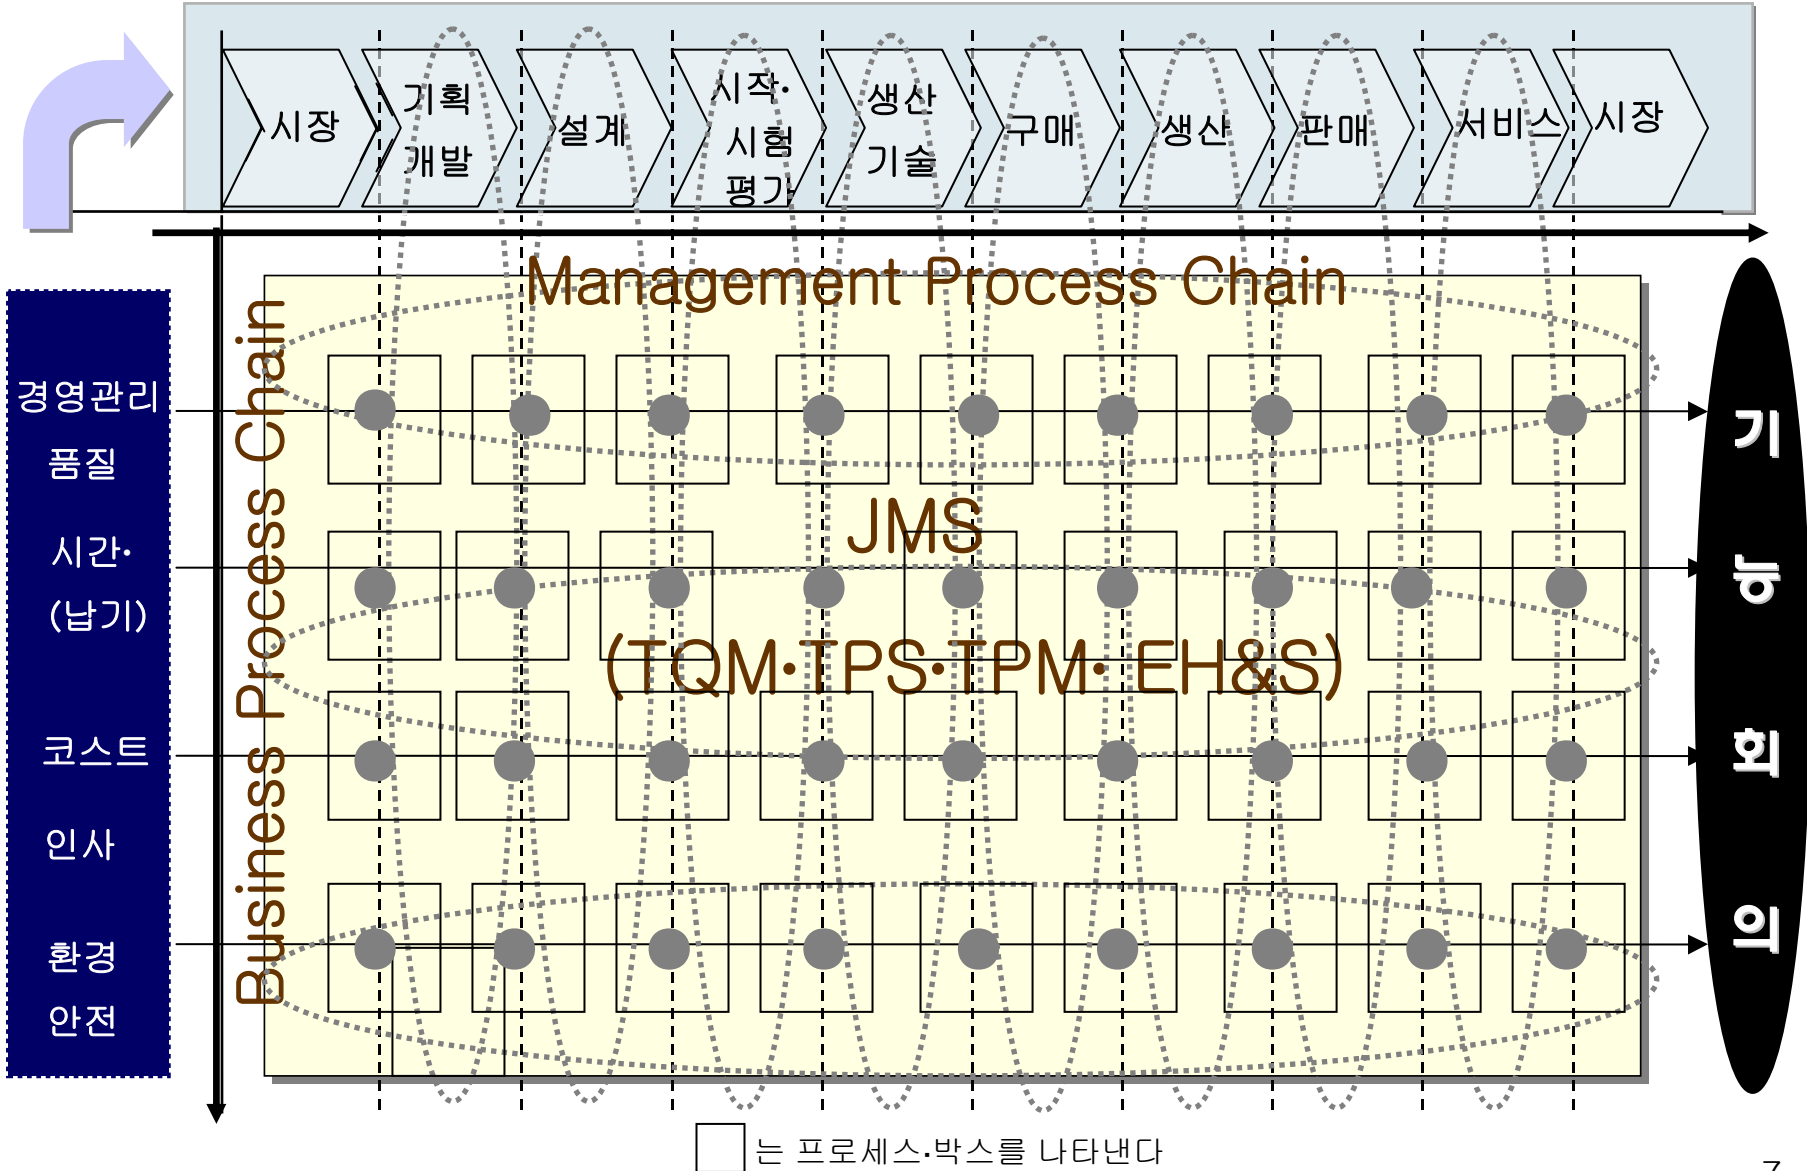 시장
기획
개발
설계
시작·
시험
평가
생산
기술
구매
생산
판매
서비스
시장
Management Process Chain
Business Process Chain
경영관리
품질
시간·
(납기)
코스트
인사
환경
안전
JMS
(TQM·TPS·TPM· EH&S)
기
능
회
의
는 프로세스·박스를 나타낸다
7